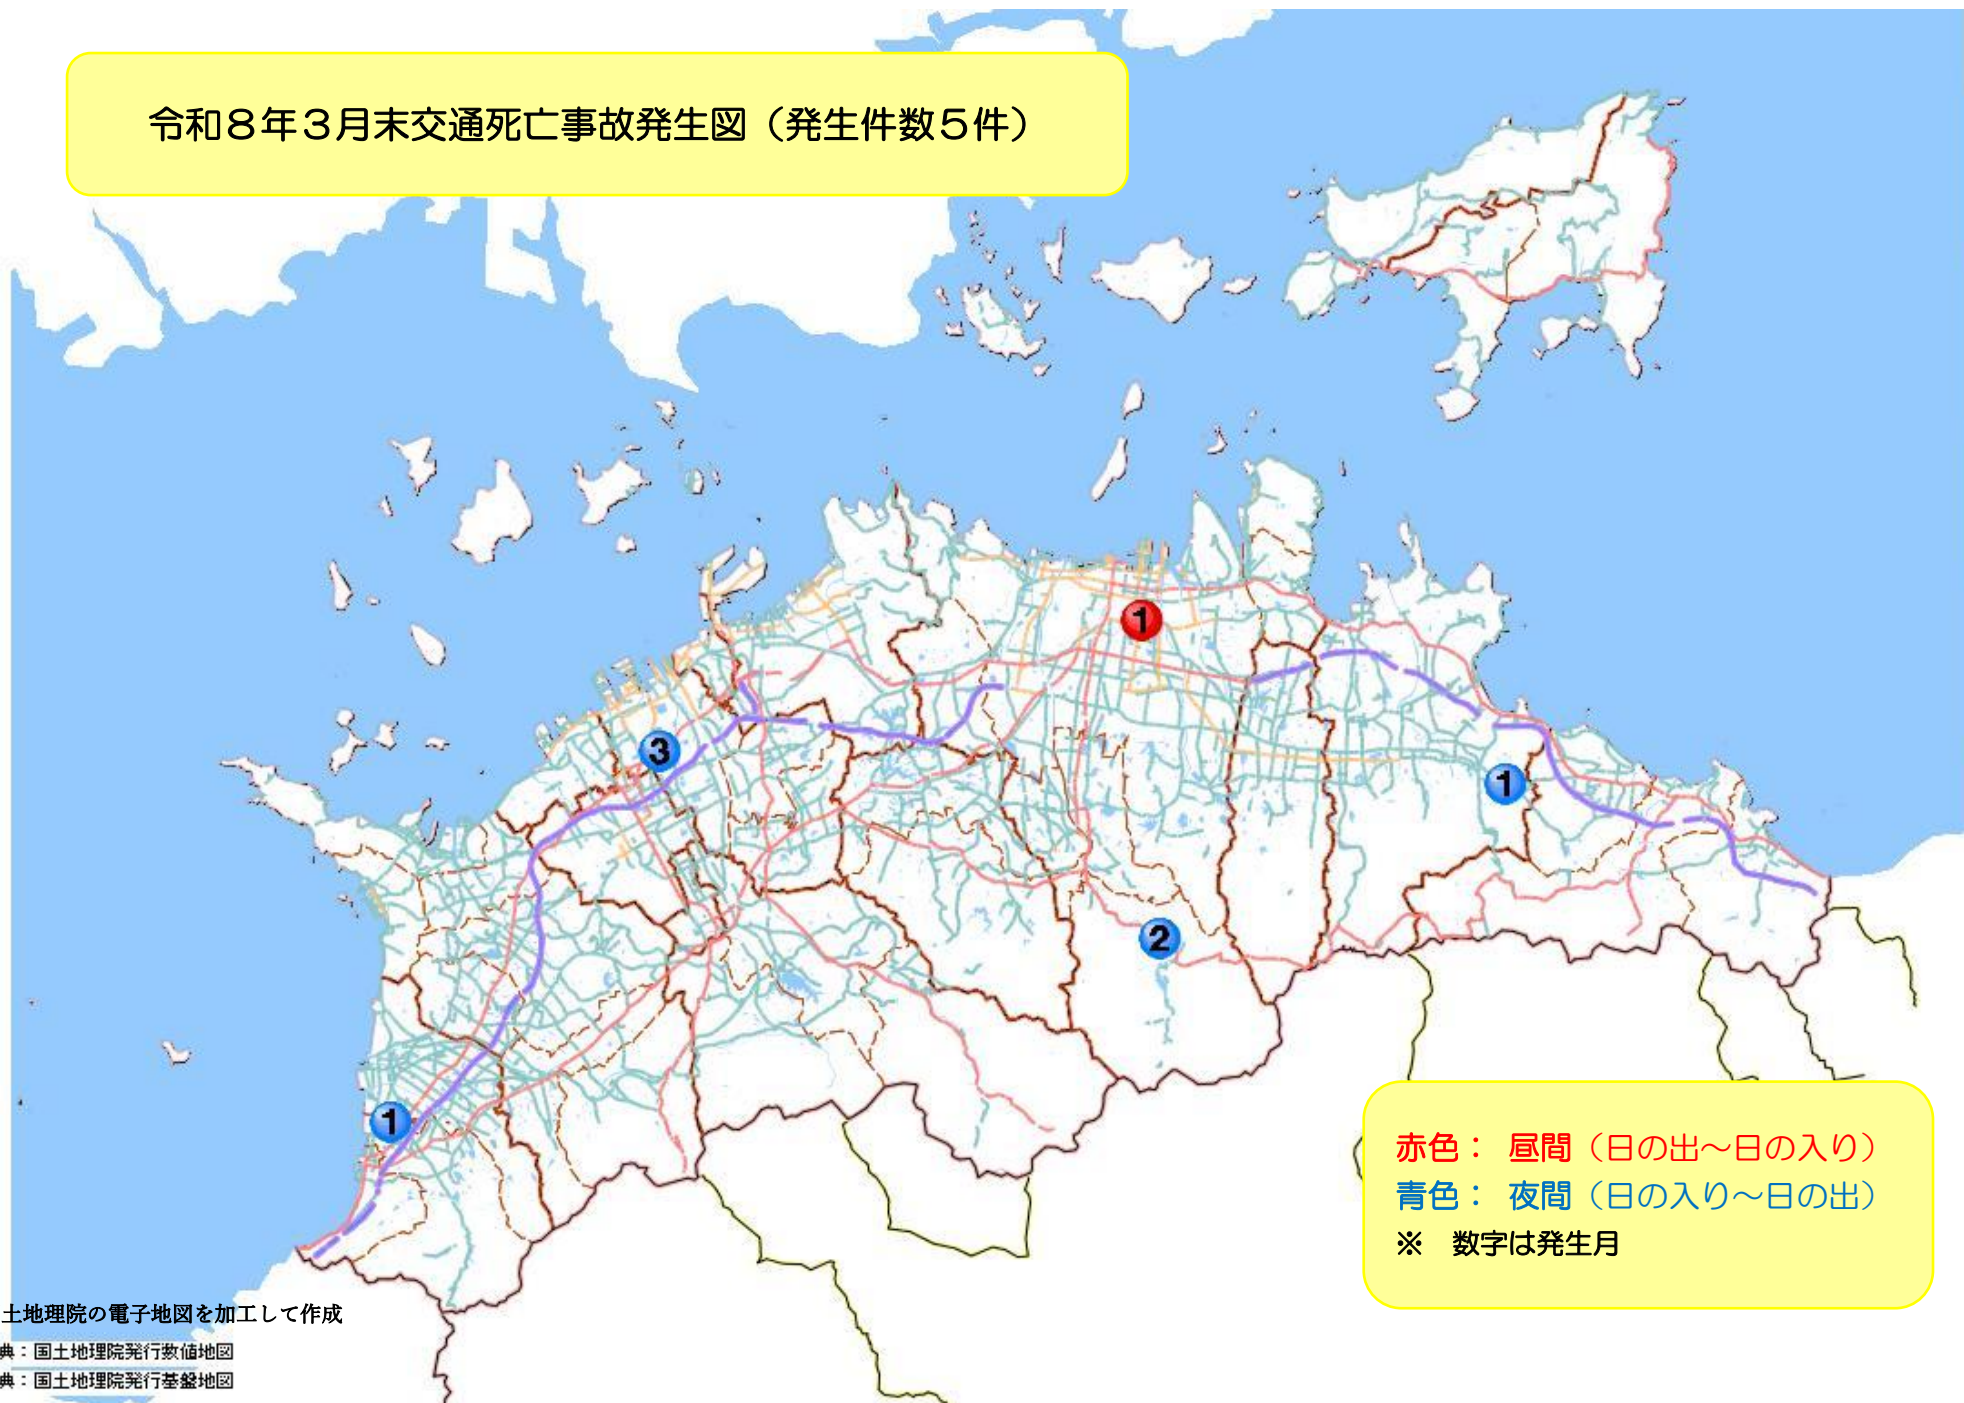 令和８年３月末交通死亡事故発生図（発生件数５件）
1
3
1
2
1
赤色： 昼間（日の出～日の入り）
青色： 夜間（日の入り～日の出）
※ 数字は発生月
土地理院の電子地図を加工して作成
典：国土地理院発行数値地図
典：国土地理院発行基盤地図